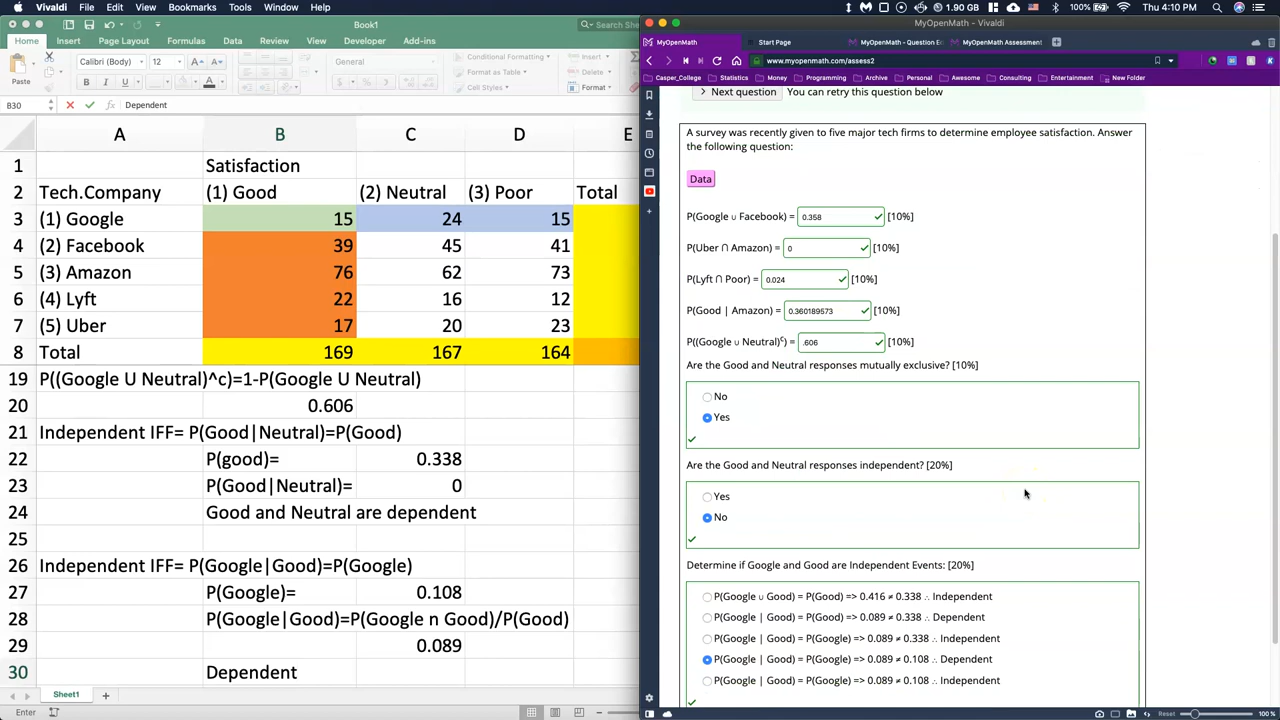 Vivaldi File Edit View Bookmarks Mail Tools Window Help
1.90 GB 100% Thu 4:10 PM
Book1
Search Sheet
Home Insert Page Layout Formulas Data Review View Developer Add-ins
Paste
Calibri (Body) 12
Conditional Formatting
Format as Table
Cell Styles
Insert
Delete
Format
B30 Dependent
A B C D E
1 Satisfaction
2 Tech.Company (1) Good (2) Neutral (3) Poor Total
3 (1) Google 15 24 15
4 (2) Facebook 39 45 41
5 (3) Amazon 76 62 73
6 (4) Lyft 22 16 12
7 (5) Uber 17 20 23
8 Total 169 167 164
19 P((Google U Neutral)^c)=1-P(Google U Neutral)
20 0.606
21 Independent IFF= P(Good|Neutral)=P(Good)
22 P(good)= 0.338
23 P(Good|Neutral)= 0
24 Good and Neutral are dependent
25
26 Independent IFF= P(Google|Good)=P(Google)
27 P(Google)= 0.108
28 P(Google|Good)=P(Google n Good)/P(Good)
29 0.089
30 Dependent
Sheet1
Enter
MyOpenMath - Vivaldi
MyOpenMath Start Page MyOpenMath - Question E MyOpenMath Assessment
www.myopenmath.com/assess2
Casper_College Statistics Money Programming Archive Personal Awesome Consulting Entertainment New Folder
Next question You can retry this question below
A survey was recently given to five major tech firms to determine employee satisfaction. Answer
the following question:
Data
P(Google ∪ Facebook) = 0.358 [10%]
P(Uber ∩ Amazon) = 0 [10%]
P(Lyft ∩ Poor) = 0.024 [10%]
P(Good | Amazon) = 0.360189573 [10%]
P((Google ∪ Neutral)ᶜ) = .606 [10%]
Are the Good and Neutral responses mutually exclusive? [10%]
No
Yes
Are the Good and Neutral responses independent? [20%]
Yes
No
Determine if Google and Good are Independent Events: [20%]
P(Google ∪ Good) = P(Good) => 0.416 ≠ 0.338 ∴ Independent
P(Google | Good) = P(Good) => 0.089 ≠ 0.338 ∴ Dependent
P(Google | Good) = P(Google) => 0.089 ≠ 0.338 ∴ Independent
P(Google | Good) = P(Google) => 0.089 ≠ 0.108 ∴ Dependent
P(Google | Good) = P(Google) => 0.089 ≠ 0.108 ∴ Independent
Reset 100 %